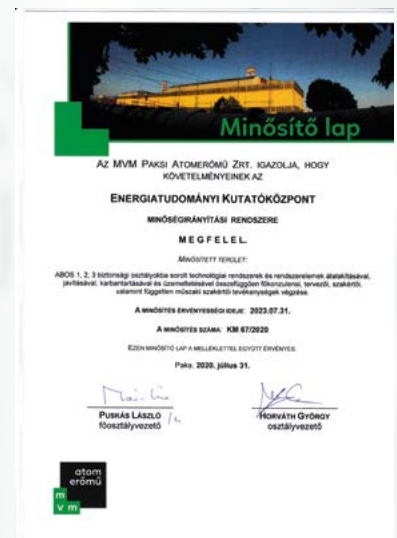 Minősítő lap
AZ MVM PAKSI ATOMERŐMŰ ZRT. IGAZOLJA, HOGY
KÖVETELMÉNYEINEK AZ
ENERGIATUDOMÁNYI KUTATÓKÖZPONT
MINŐSÉGIRÁNYÍTÁSI RENDSZERE
MEGFELEL.
MINŐSÍTETT TERÜLET:
ABOS 1, 2, 3 biztonsági osztályokba sorolt technológiai rendszerek és rendszerelemek átalakításával,
javításával, karbantartásával és üzemeltetésével összefüggően főkonzulensi, tervezői, szakértői,
valamint független műszaki szakértői tevékenységek végzése.
A MINŐSÍTÉS ÉRVÉNYESSÉGI IDEJE: 2023.07.31.
A MINŐSÍTÉS SZÁMA: KM 67/2020
EZEN MINŐSÍTŐ LAP A MELLÉKLETTEL EGYÜTT ÉRVÉNYES.
Paks, 2020. július 31.
PUSKÁS LÁSZLÓ
főosztályvezető
HORVÁTH GYÖRGY
osztályvezető
atom
erőmű
m
v m